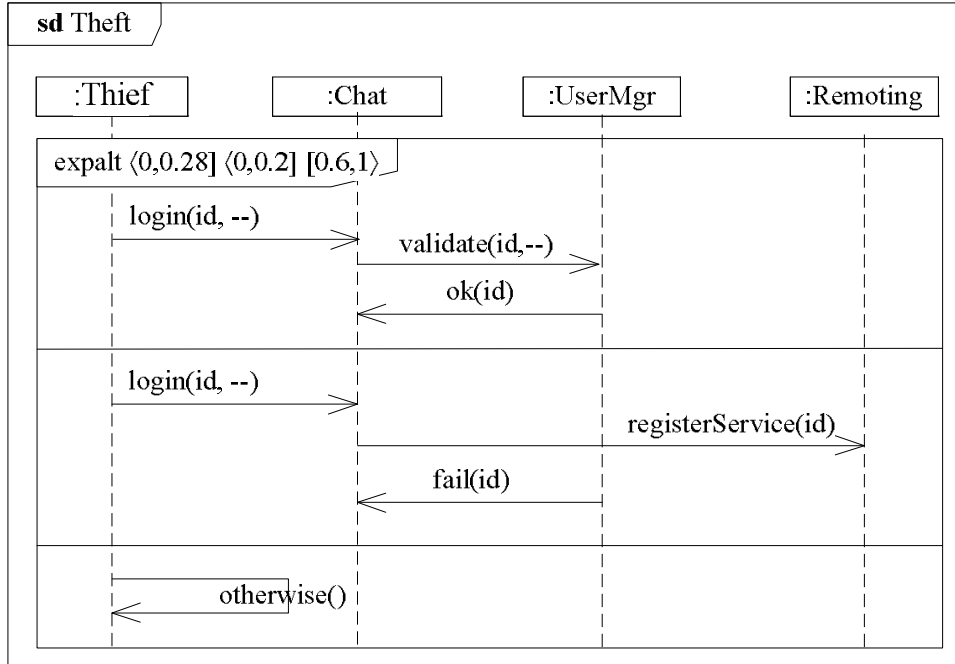 sd Theft
:Thief
:Chat
:UserMgr
:Remoting
expalt ⟨0,0.28] ⟨0,0.2] [0.6,1⟩
login(id, --)
validate(id,--)
ok(id)
login(id, --)
registerService(id)
fail(id)
otherwise()